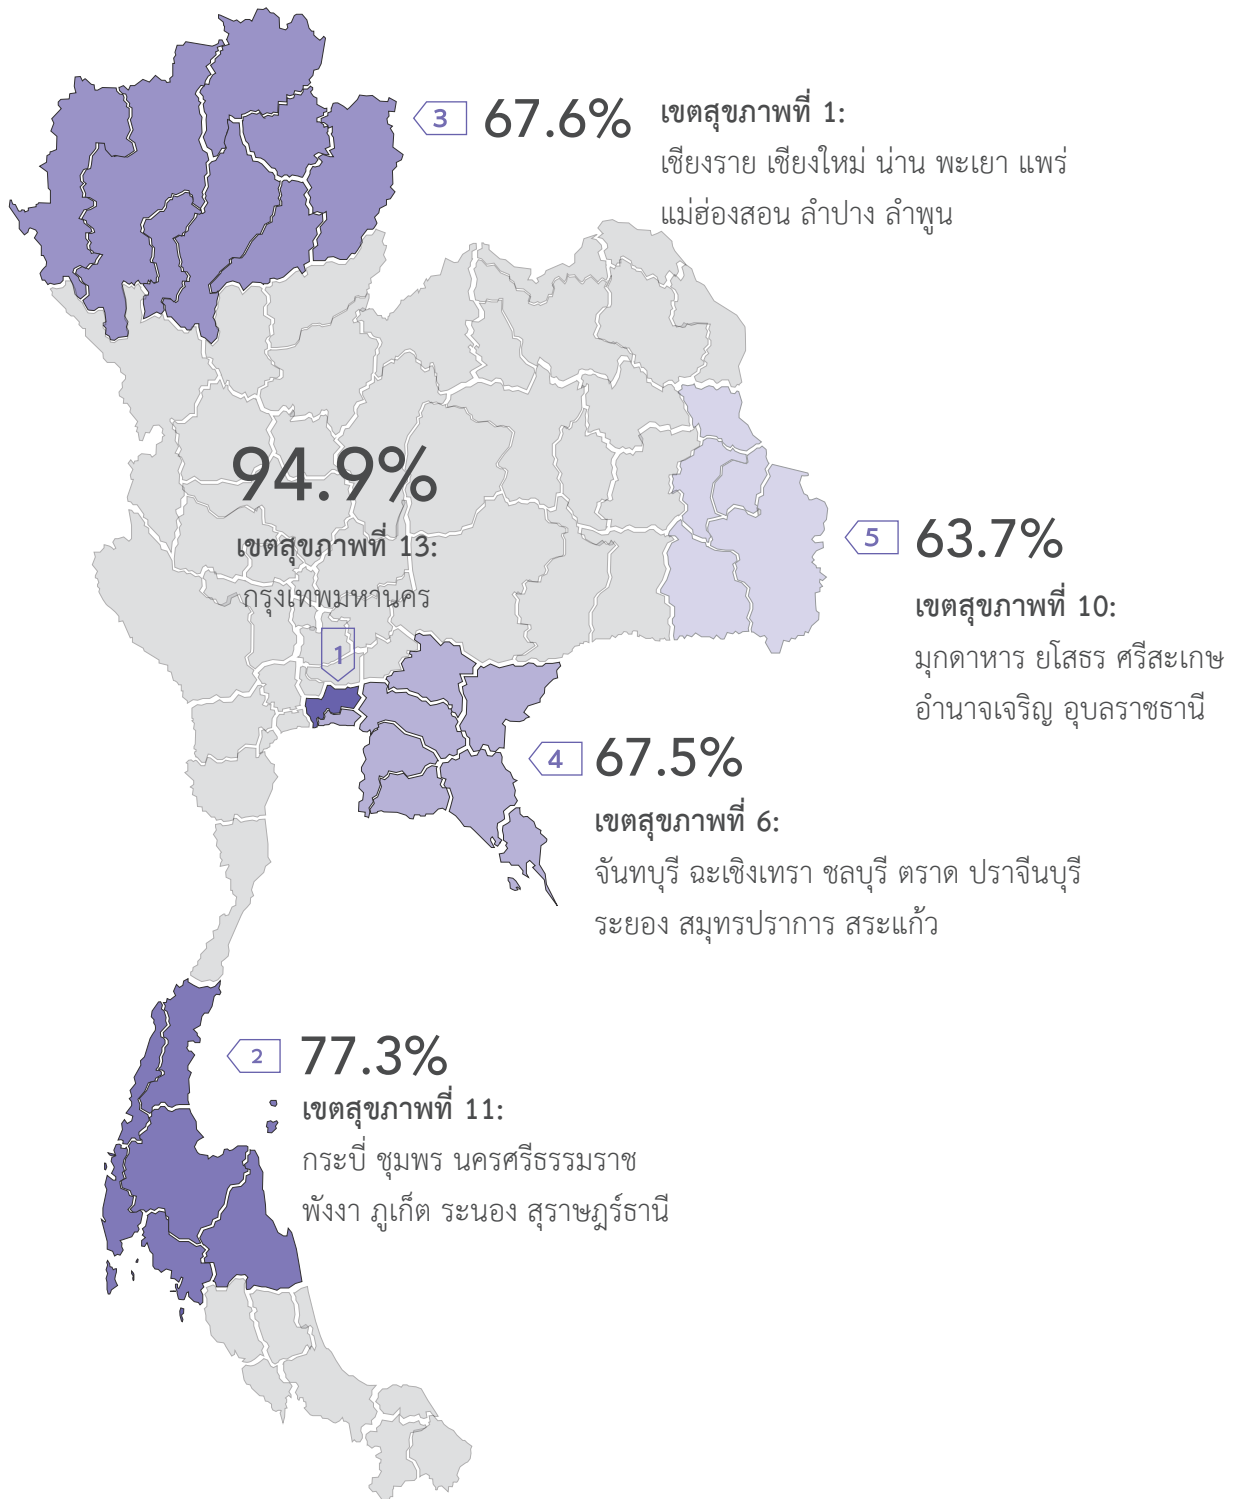 3
67.6%
เขตสุขภาพที่ 1:
เชียงราย เชียงใหม่ น่าน พะเยา แพร่
แม่ฮ่องสอน ลำปาง ลำพูน
94.9%
เขตสุขภาพที่ 13:
กรุงเทพมหานคร
1
5
63.7%
เขตสุขภาพที่ 10:
มุกดาหาร ยโสธร ศรีสะเกษ
อำนาจเจริญ อุบลราชธานี
4
67.5%
เขตสุขภาพที่ 6:
จันทบุรี ฉะเชิงเทรา ชลบุรี ตราด ปราจีนบุรี
ระยอง สมุทรปราการ สระแก้ว
2
77.3%
เขตสุขภาพที่ 11:
กระบี่ ชุมพร นครศรีธรรมราช
พังงา ภูเก็ต ระนอง สุราษฎร์ธานี